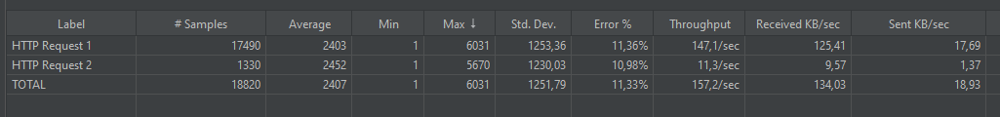 Label # Samples Average Min Max ↓ Std. Dev. Error % Throughput Received KB/sec Sent KB/sec
HTTP Request 1 17490 2403 1 6031 1253,36 11,36% 147,1/sec 125,41 17,69
HTTP Request 2 1330 2452 1 5670 1230,03 10,98% 11,3/sec 9,57 1,37
TOTAL 18820 2407 1 6031 1251,79 11,33% 157,2/sec 134,03 18,93